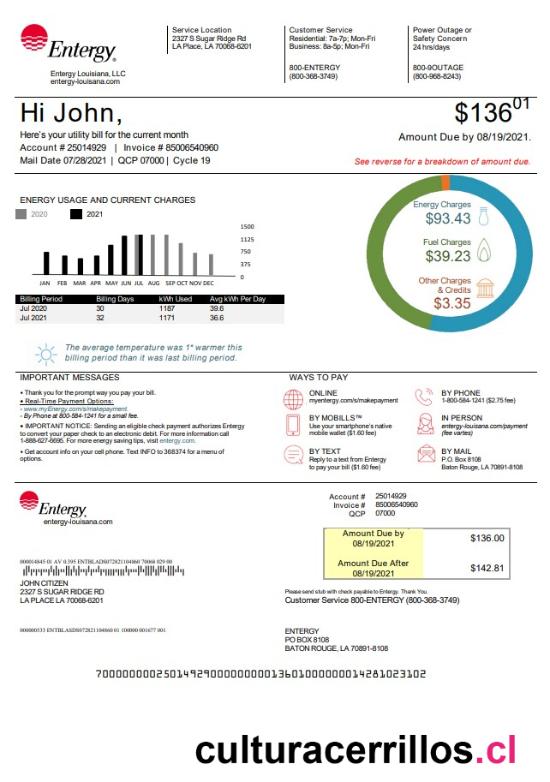 Entergy
Entergy Louisiana, LLC
entergy-louisiana.com
Service Location
2327 S Sugar Ridge Rd
LA Place, LA 70068-6201
Customer Service
Residential: 7a-7p; Mon-Fri
Business: 8a-5p; Mon-Fri
800-ENTERGY
(800-368-3749)
Power Outage or
Safety Concern
24 hrs/days
800-9OUTAGE
(800-968-8243)
Hi John,
Here's your utility bill for the current month
Account # 25014929 | Invoice # 85006540960
Mail Date 07/28/2021 | QCP 07000 | Cycle 19
$136 01
Amount Due by 08/19/2021.
See reverse for a breakdown of amount due.
ENERGY USAGE AND CURRENT CHARGES
2020 2021
1500
1125
750
375
0
JAN FEB MAR APR MAY JUN JUL AUG SEP OCT NOV DEC
Billing Period Billing Days kWh Used Avg kWh Per Day
Jul 2020 30 1187 39.6
Jul 2021 32 1171 36.6
The average temperature was 1° warmer this
billing period than it was last billing period.
Energy Charges
$93.43
Fuel Charges
$39.23
Other Charges
& Credits
$3.35
IMPORTANT MESSAGES
• Thank you for the prompt way you pay your bill.
• Real-Time Payment Options:
- www.myEntergy.com/s/makepayment
- By Phone at 800-584-1241 for a small fee.
• IMPORTANT NOTICE: Sending an eligible check payment authorizes Entergy
to convert your paper check to an electronic debit. For more information call
1-888-627-6695. For more energy saving tips, visit entergy.com.
• Get account info on your cell phone. Text INFO to 368374 for a menu of
options.
WAYS TO PAY
ONLINE
myentergy.com/s/makepayment
BY MOBILLS™
Use your smartphone's native
mobile wallet ($1.60 fee)
BY TEXT
Reply to a text from Entergy
to pay your bill ($1.60 fee)
BY PHONE
1-800-584-1241 ($2.75 fee)
IN PERSON
entergy-louisiana.com/payment
(fee varies)
BY MAIL
P.O. Box 8108
Baton Rouge, LA 70891-8108
Entergy
entergy-louisiana.com
Account # 25014929
Invoice # 85006540960
QCP 07000
Amount Due by
08/19/2021
$136.00
Amount Due After
08/19/2021
$142.81
JOHN CITIZEN
2327 S SUGAR RIDGE RD
LA PLACE LA 70068-6201
Please send stub with check payable to Entergy. Thank You.
Customer Service 800-ENTERGY (800-368-3749)
ENTERGY
PO BOX 8108
BATON ROUGE, LA 70891-8108
culturacerrillos.cl